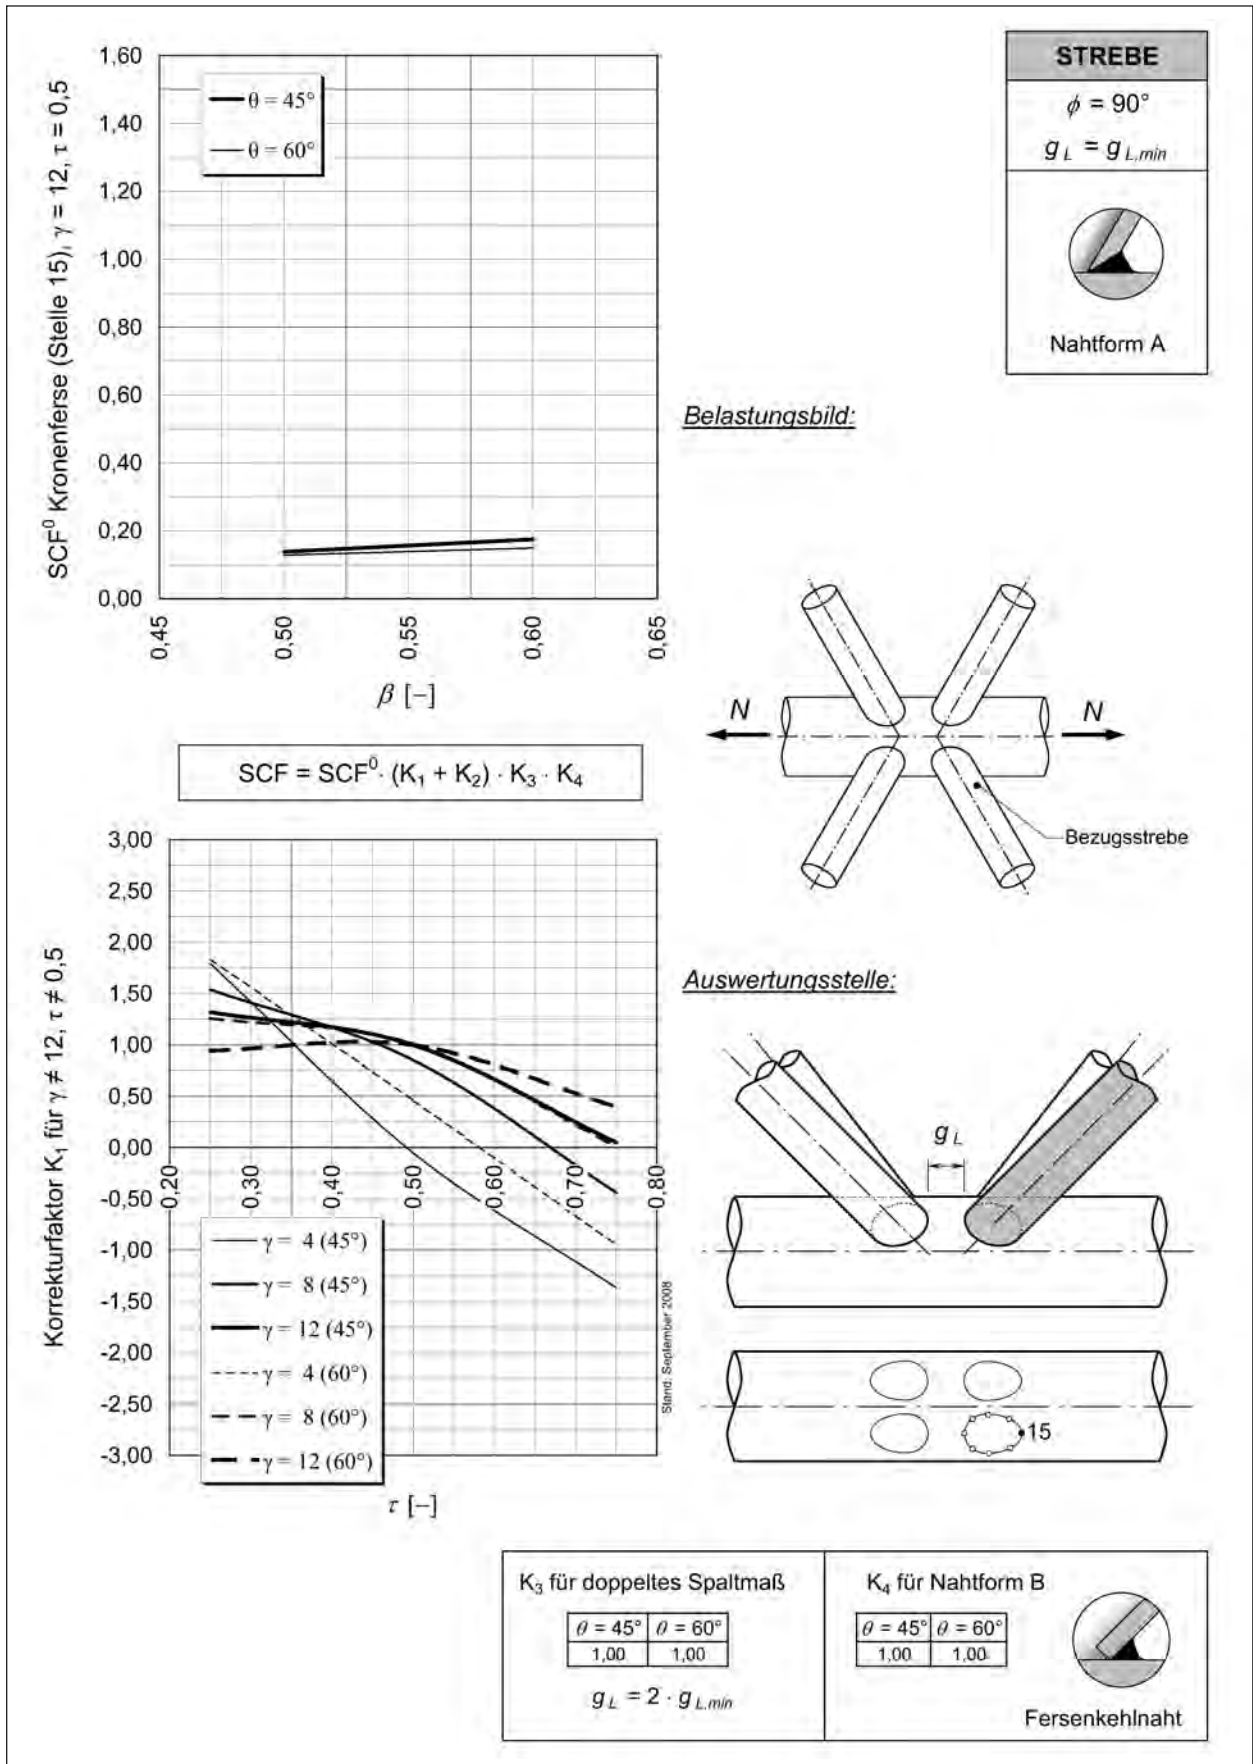 1,60
1,40
1,20
1,00
0,80
0,60
0,40
0,20
0,00
SCF⁰ Kronenferse (Stelle 15), γ = 12, τ = 0,5
θ = 45°
θ = 60°
0,45
0,50
0,55
0,60
0,65
β [−]
STREBE
ϕ = 90°
g L = g L,min
Nahtform A
Belastungsbild:
N
N
Bezugsstrebe
SCF = SCF⁰ · (K₁ + K₂) · K₃ · K₄
3,00
2,50
2,00
1,50
1,00
0,50
0,00
-0,50
-1,00
-1,50
-2,00
-2,50
-3,00
Korrekturfaktor K₁ für γ ≠ 12, τ ≠ 0,5
0,20
0,30
0,40
0,50
0,60
0,70
0,80
γ = 4 (45°)
γ = 8 (45°)
γ = 12 (45°)
γ = 4 (60°)
γ = 8 (60°)
γ = 12 (60°)
τ [−]
Stand: September 2008
Auswertungsstelle:
g L
15
K₃ für doppeltes Spaltmaß
θ = 45° θ = 60°
1,00 1,00
g L = 2 · g L,min
K₄ für Nahtform B
θ = 45° θ = 60°
1,00 1,00
Fersenkehlnaht